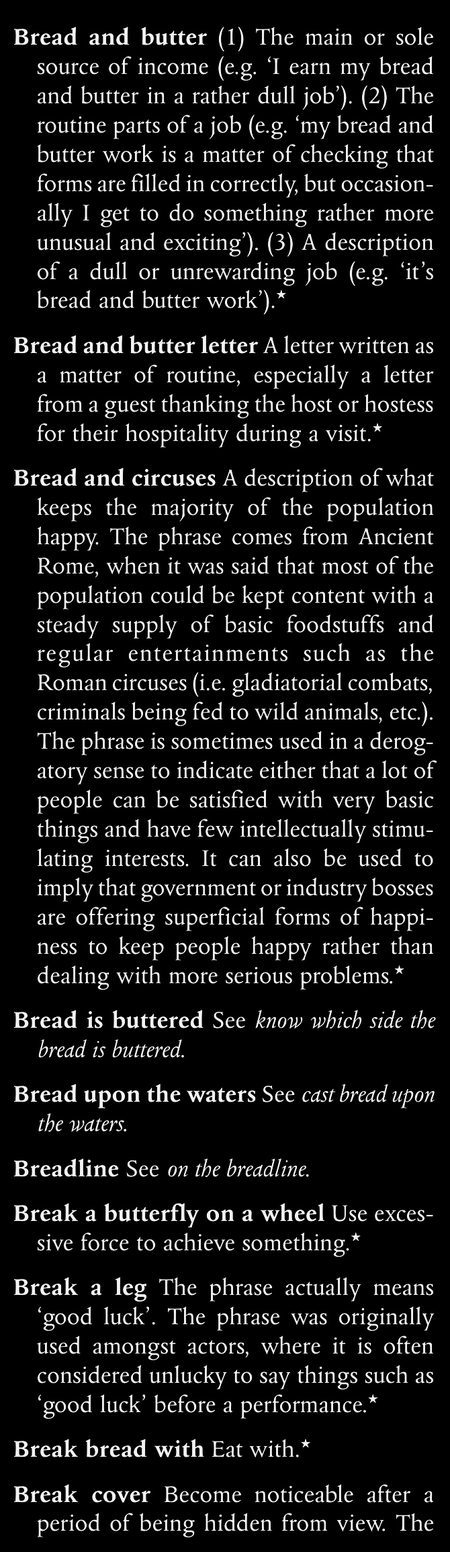 Bread and butter (1) The main or sole
source of income (e.g. ‘I earn my bread
and butter in a rather dull job’). (2) The
routine parts of a job (e.g. ‘my bread and
butter work is a matter of checking that
forms are filled in correctly, but occasion-
ally I get to do something rather more
unusual and exciting’). (3) A description
of a dull or unrewarding job (e.g. ‘it’s
bread and butter work’).★
Bread and butter letter A letter written as
a matter of routine, especially a letter
from a guest thanking the host or hostess
for their hospitality during a visit.★
Bread and circuses A description of what
keeps the majority of the population
happy. The phrase comes from Ancient
Rome, when it was said that most of the
population could be kept content with a
steady supply of basic foodstuffs and
regular entertainments such as the
Roman circuses (i.e. gladiatorial combats,
criminals being fed to wild animals, etc.).
The phrase is sometimes used in a derog-
atory sense to indicate either that a lot of
people can be satisfied with very basic
things and have few intellectually stimu-
lating interests. It can also be used to
imply that government or industry bosses
are offering superficial forms of happi-
ness to keep people happy rather than
dealing with more serious problems.★
Bread is buttered See know which side the
bread is buttered.
Bread upon the waters See cast bread upon
the waters.
Breadline See on the breadline.
Break a butterfly on a wheel Use exces-
sive force to achieve something.★
Break a leg The phrase actually means
‘good luck’. The phrase was originally
used amongst actors, where it is often
considered unlucky to say things such as
‘good luck’ before a performance.★
Break bread with Eat with.★
Break cover Become noticeable after a
period of being hidden from view. The